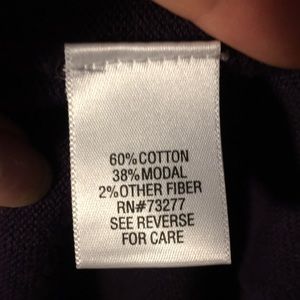 60%COTTON
38%MODAL
2%OTHER FIBER
RN#73277
SEE REVERSE
FOR CARE